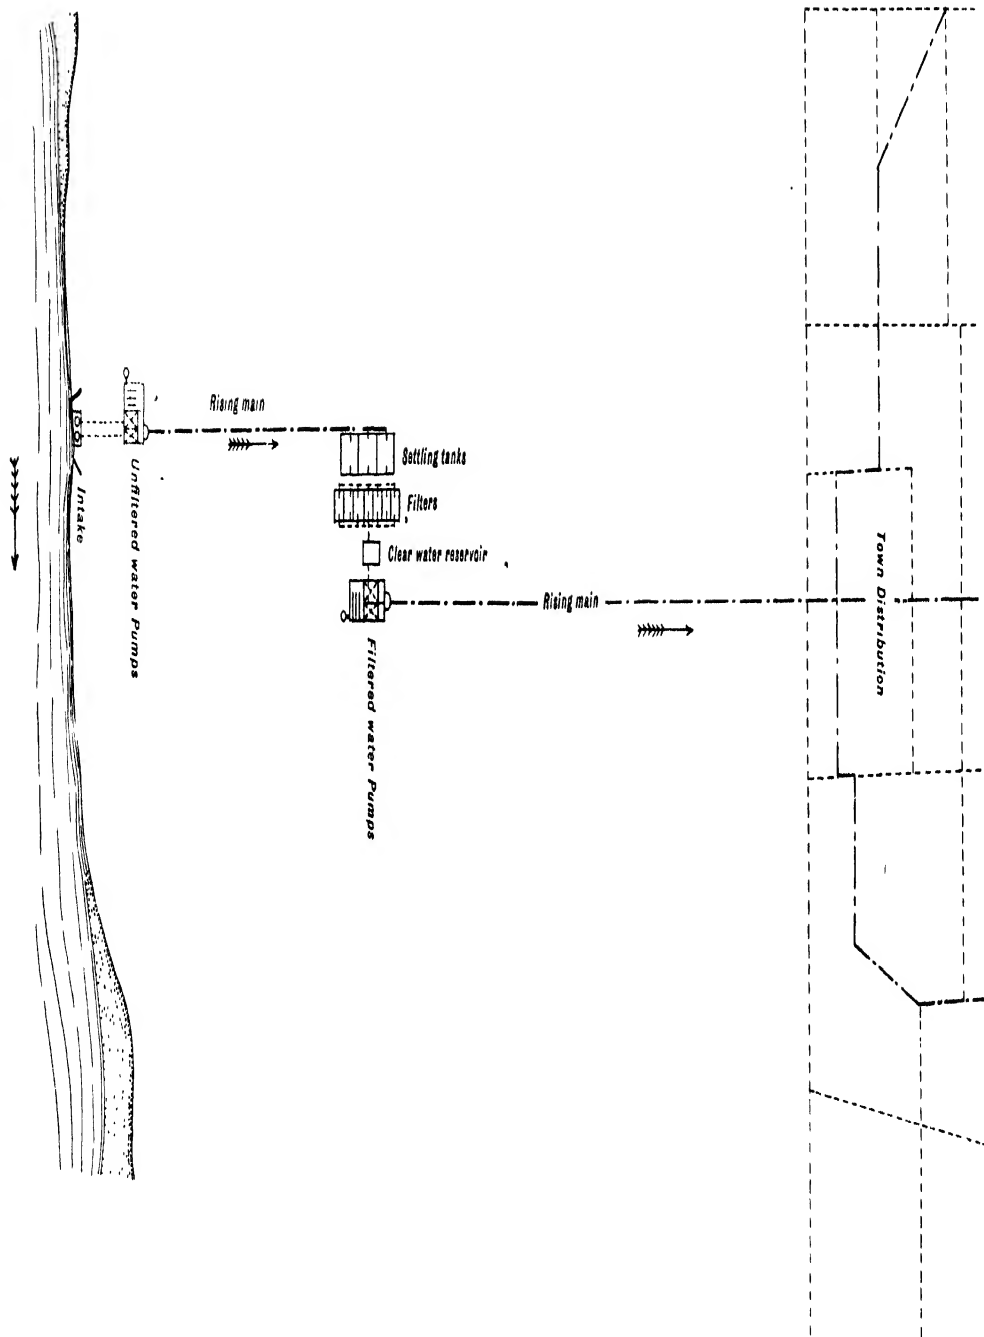 Rising main
Settling tanks
Filters
Clear water reservoir
Rising main
Intake
Unfiltered water Pumps
Filtered water Pumps
Town Distribution